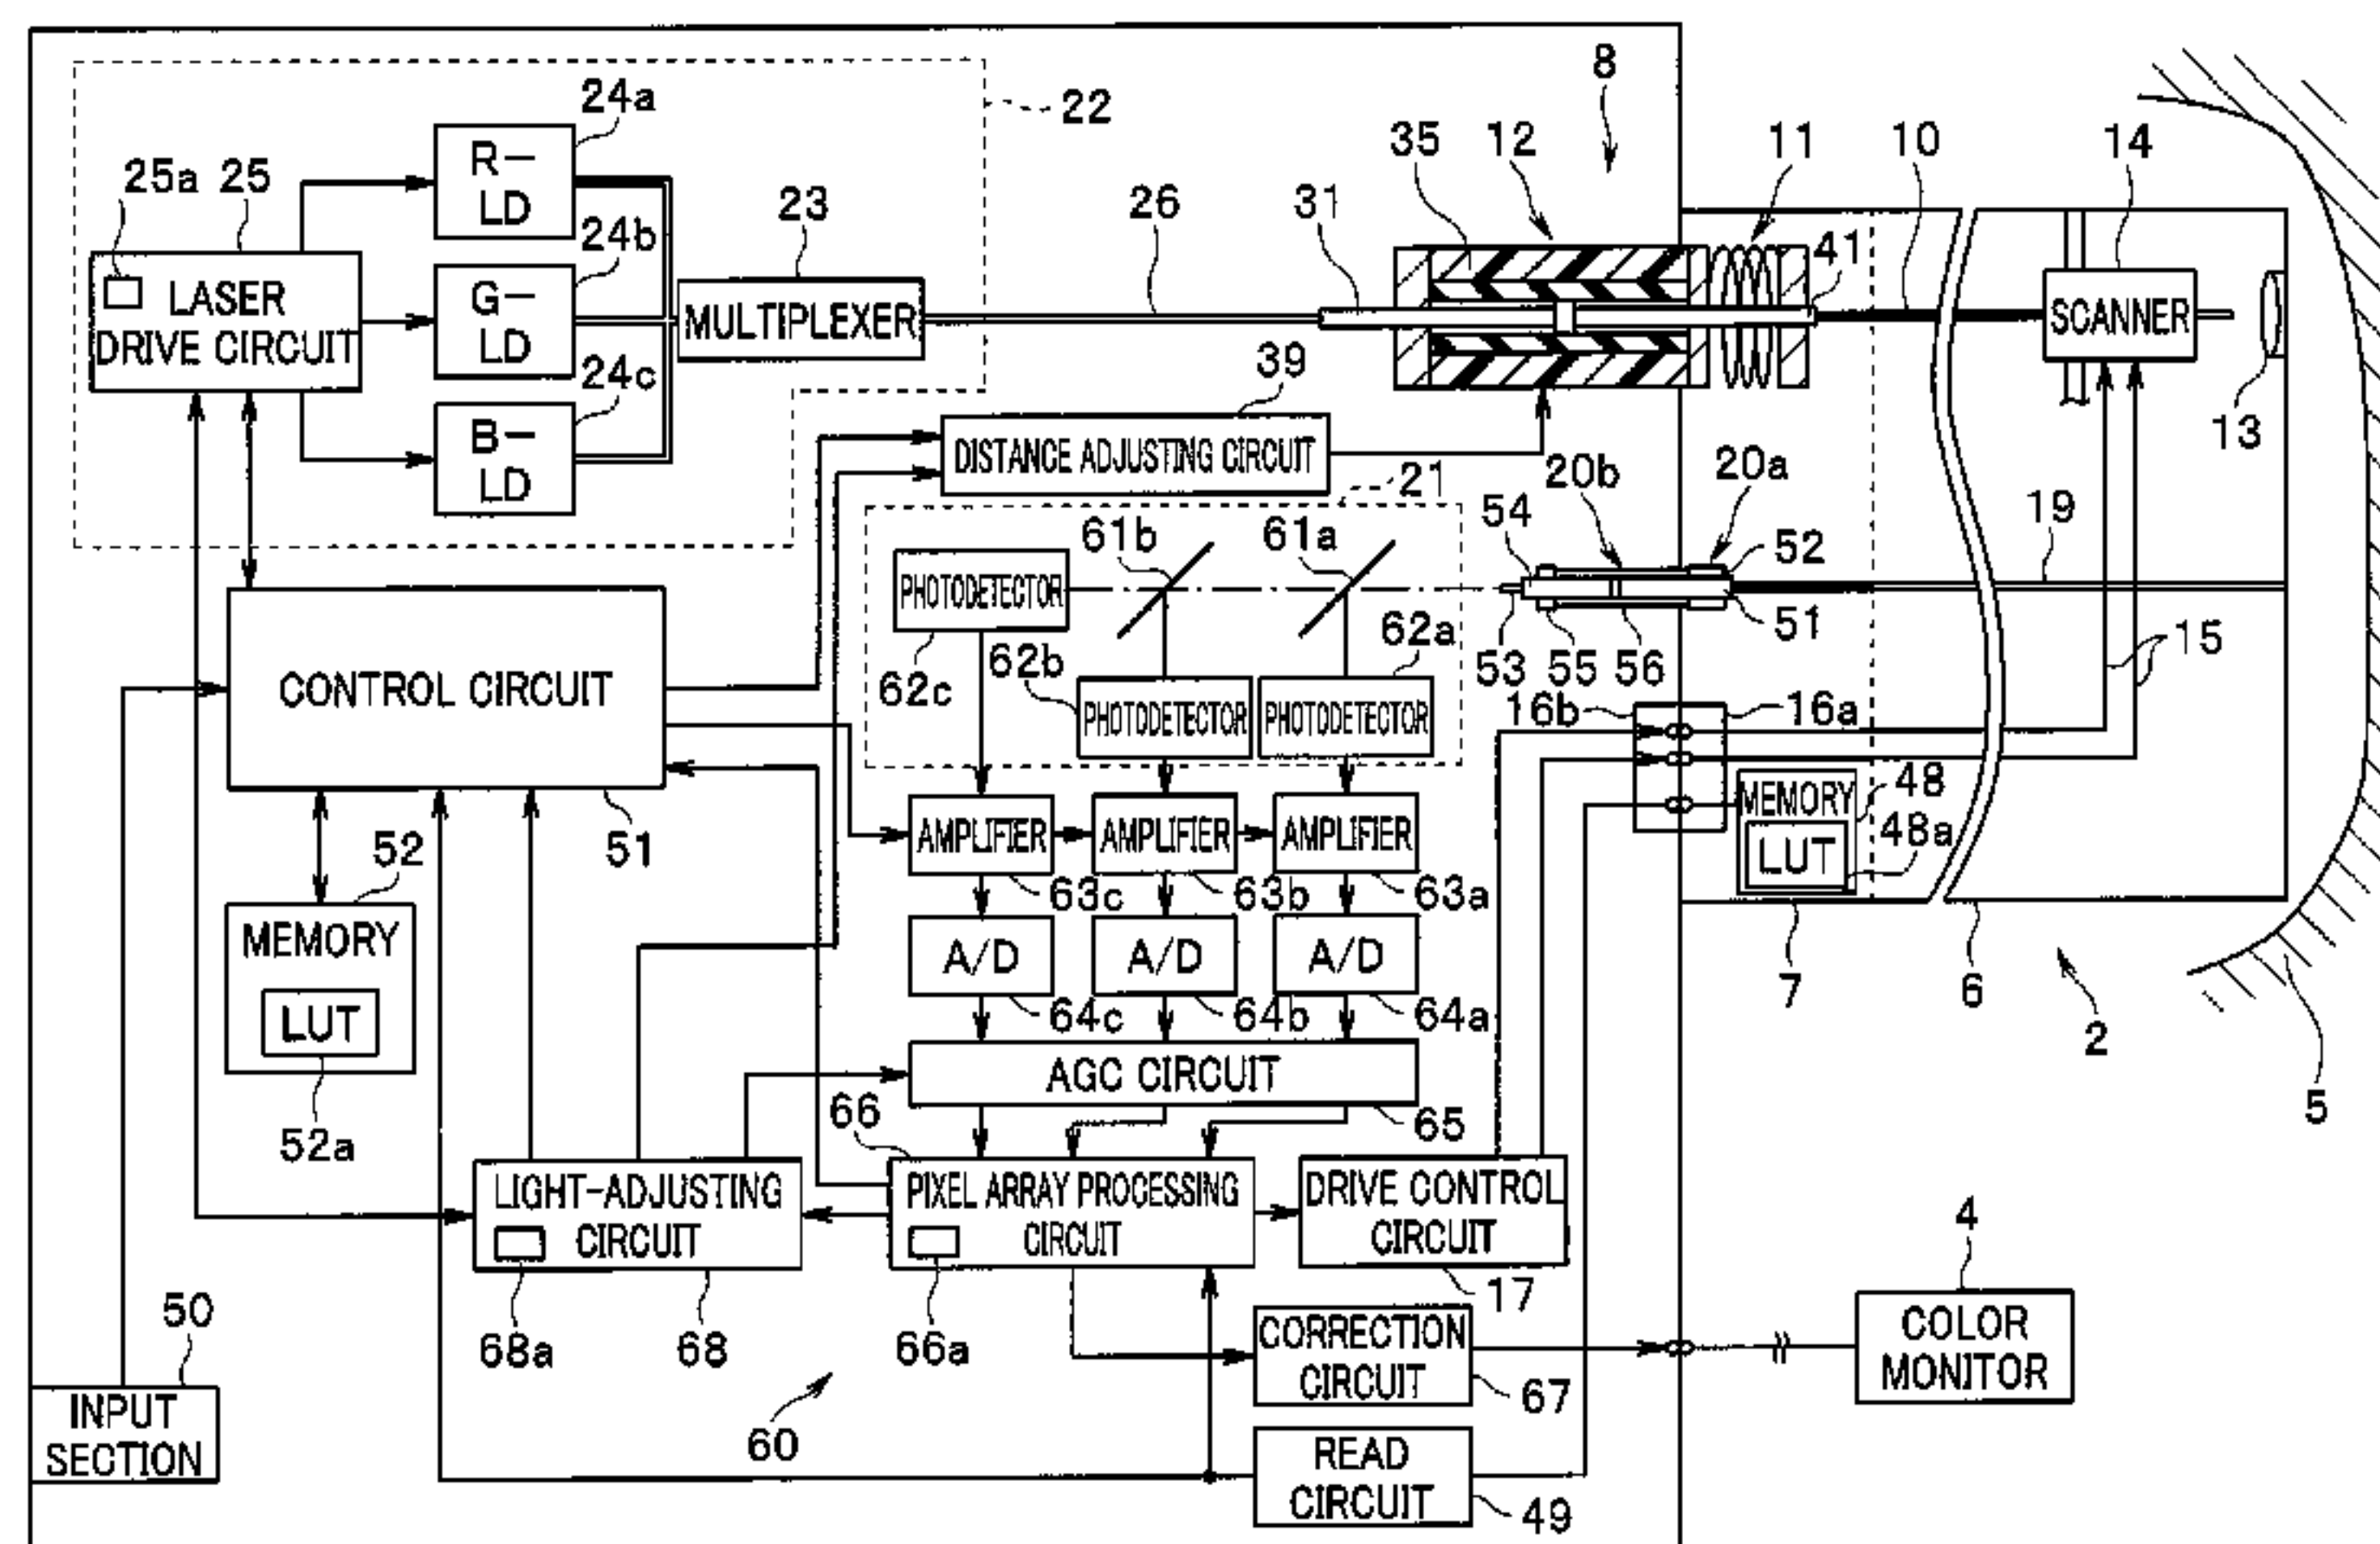 8
24a
22
25a 25
R-
LD
35 12 11 10 14
23
26
31
24b
41
LASER
DRIVE CIRCUIT
G-
LD
MULTIPLEXER
SCANNER
24c
39
13
B-
LD
DISTANCE ADJUSTING CIRCUIT
21
20b 20a
54
19
61b 61a
52
PHOTODETECTOR
51
62c 62b 62a
53 55 56
15
CONTROL CIRCUIT
PHOTODETECTOR
PHOTODETECTOR
16b 16a
MEMORY
LUT
48
48a
51
AMPLIFIER
AMPLIFIER
AMPLIFIER
52
63c 63b 63a
MEMORY
LUT
A/D
A/D
A/D
7 6
64c 64b 64a
2
5
52a
AGC CIRCUIT
66 65
LIGHT-ADJUSTING
CIRCUIT
PIXEL ARRAY PROCESSING
CIRCUIT
DRIVE CONTROL
CIRCUIT
4
50
68a 68 66a
17
COLOR
MONITOR
CORRECTION
CIRCUIT
67
INPUT
SECTION
60
READ
CIRCUIT
49